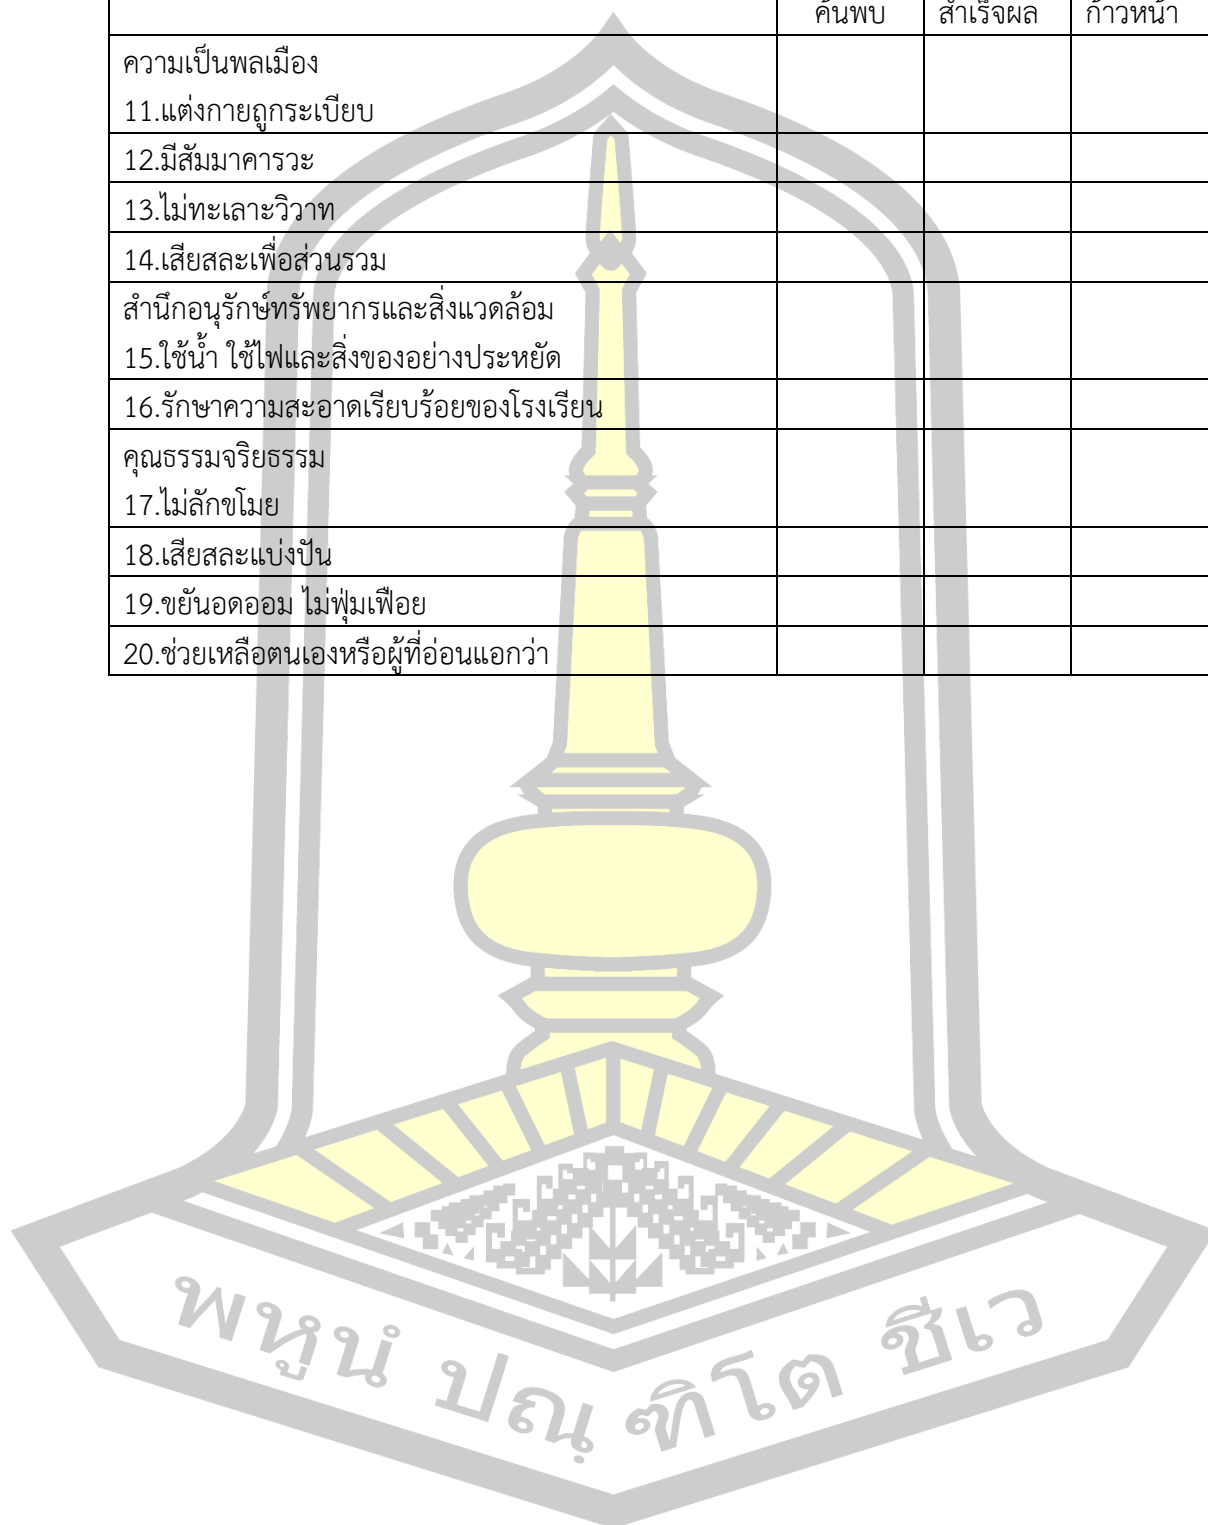 ค้นพบ สำเร็จผล ก้าวหน้า
ความเป็นพลเมือง
11.แต่งกายถูกระเบียบ
12.มีสัมมาคารวะ
13.ไม่ทะเลาะวิวาท
14.เสียสละเพื่อส่วนรวม
สำนึกอนุรักษ์ทรัพยากรและสิ่งแวดล้อม
15.ใช้น้ำ ใช้ไฟและสิ่งของอย่างประหยัด
16.รักษาความสะอาดเรียบร้อยของโรงเรียน
คุณธรรมจริยธรรม
17.ไม่ลักขโมย
18.เสียสละแบ่งปัน
19.ขยันอดออม ไม่ฟุ่มเฟือย
20.ช่วยเหลือตนเองหรือผู้ที่อ่อนแอกว่า
พหูนํ ปณฺ ฑิโต ชีเว